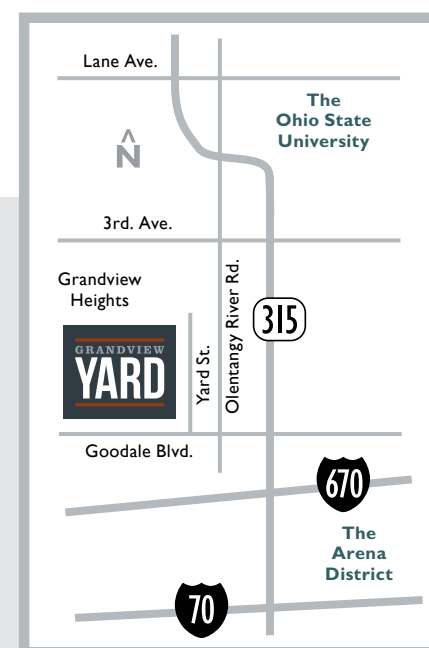 Lane Ave.
The
Ohio State
University
N
3rd. Ave.
Grandview
Heights
Olentangy River Rd.
315
GRANDVIEW
YARD
Yard St.
Goodale Blvd.
670
The
Arena
District
70